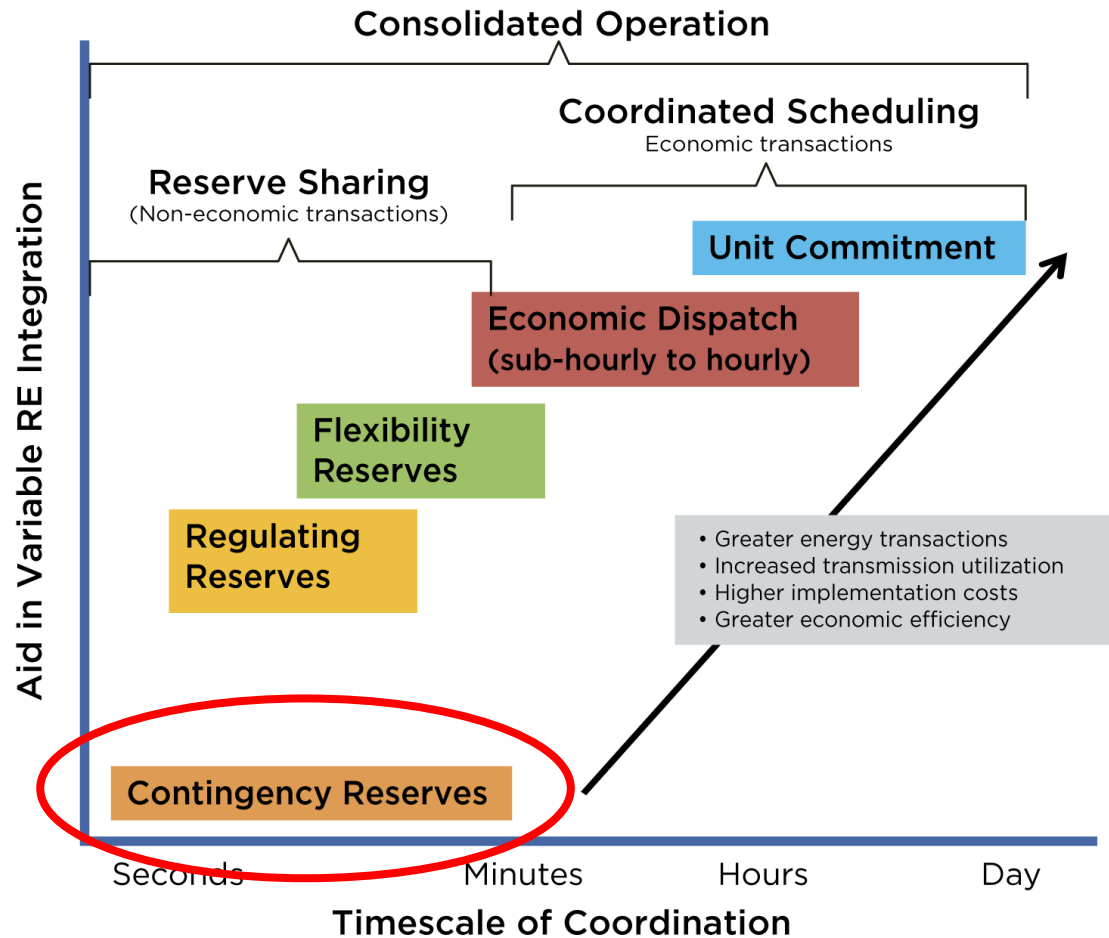 Consolidated Operation
Coordinated Scheduling
Economic transactions
Reserve Sharing
(Non-economic transactions)
Unit Commitment
Economic Dispatch
(sub-hourly to hourly)
Flexibility
Reserves
Regulating
Reserves
• Greater energy transactions
• Increased transmission utilization
• Higher implementation costs
• Greater economic efficiency
Contingency Reserves
Aid in Variable RE Integration
Seconds Minutes Hours Day
Timescale of Coordination